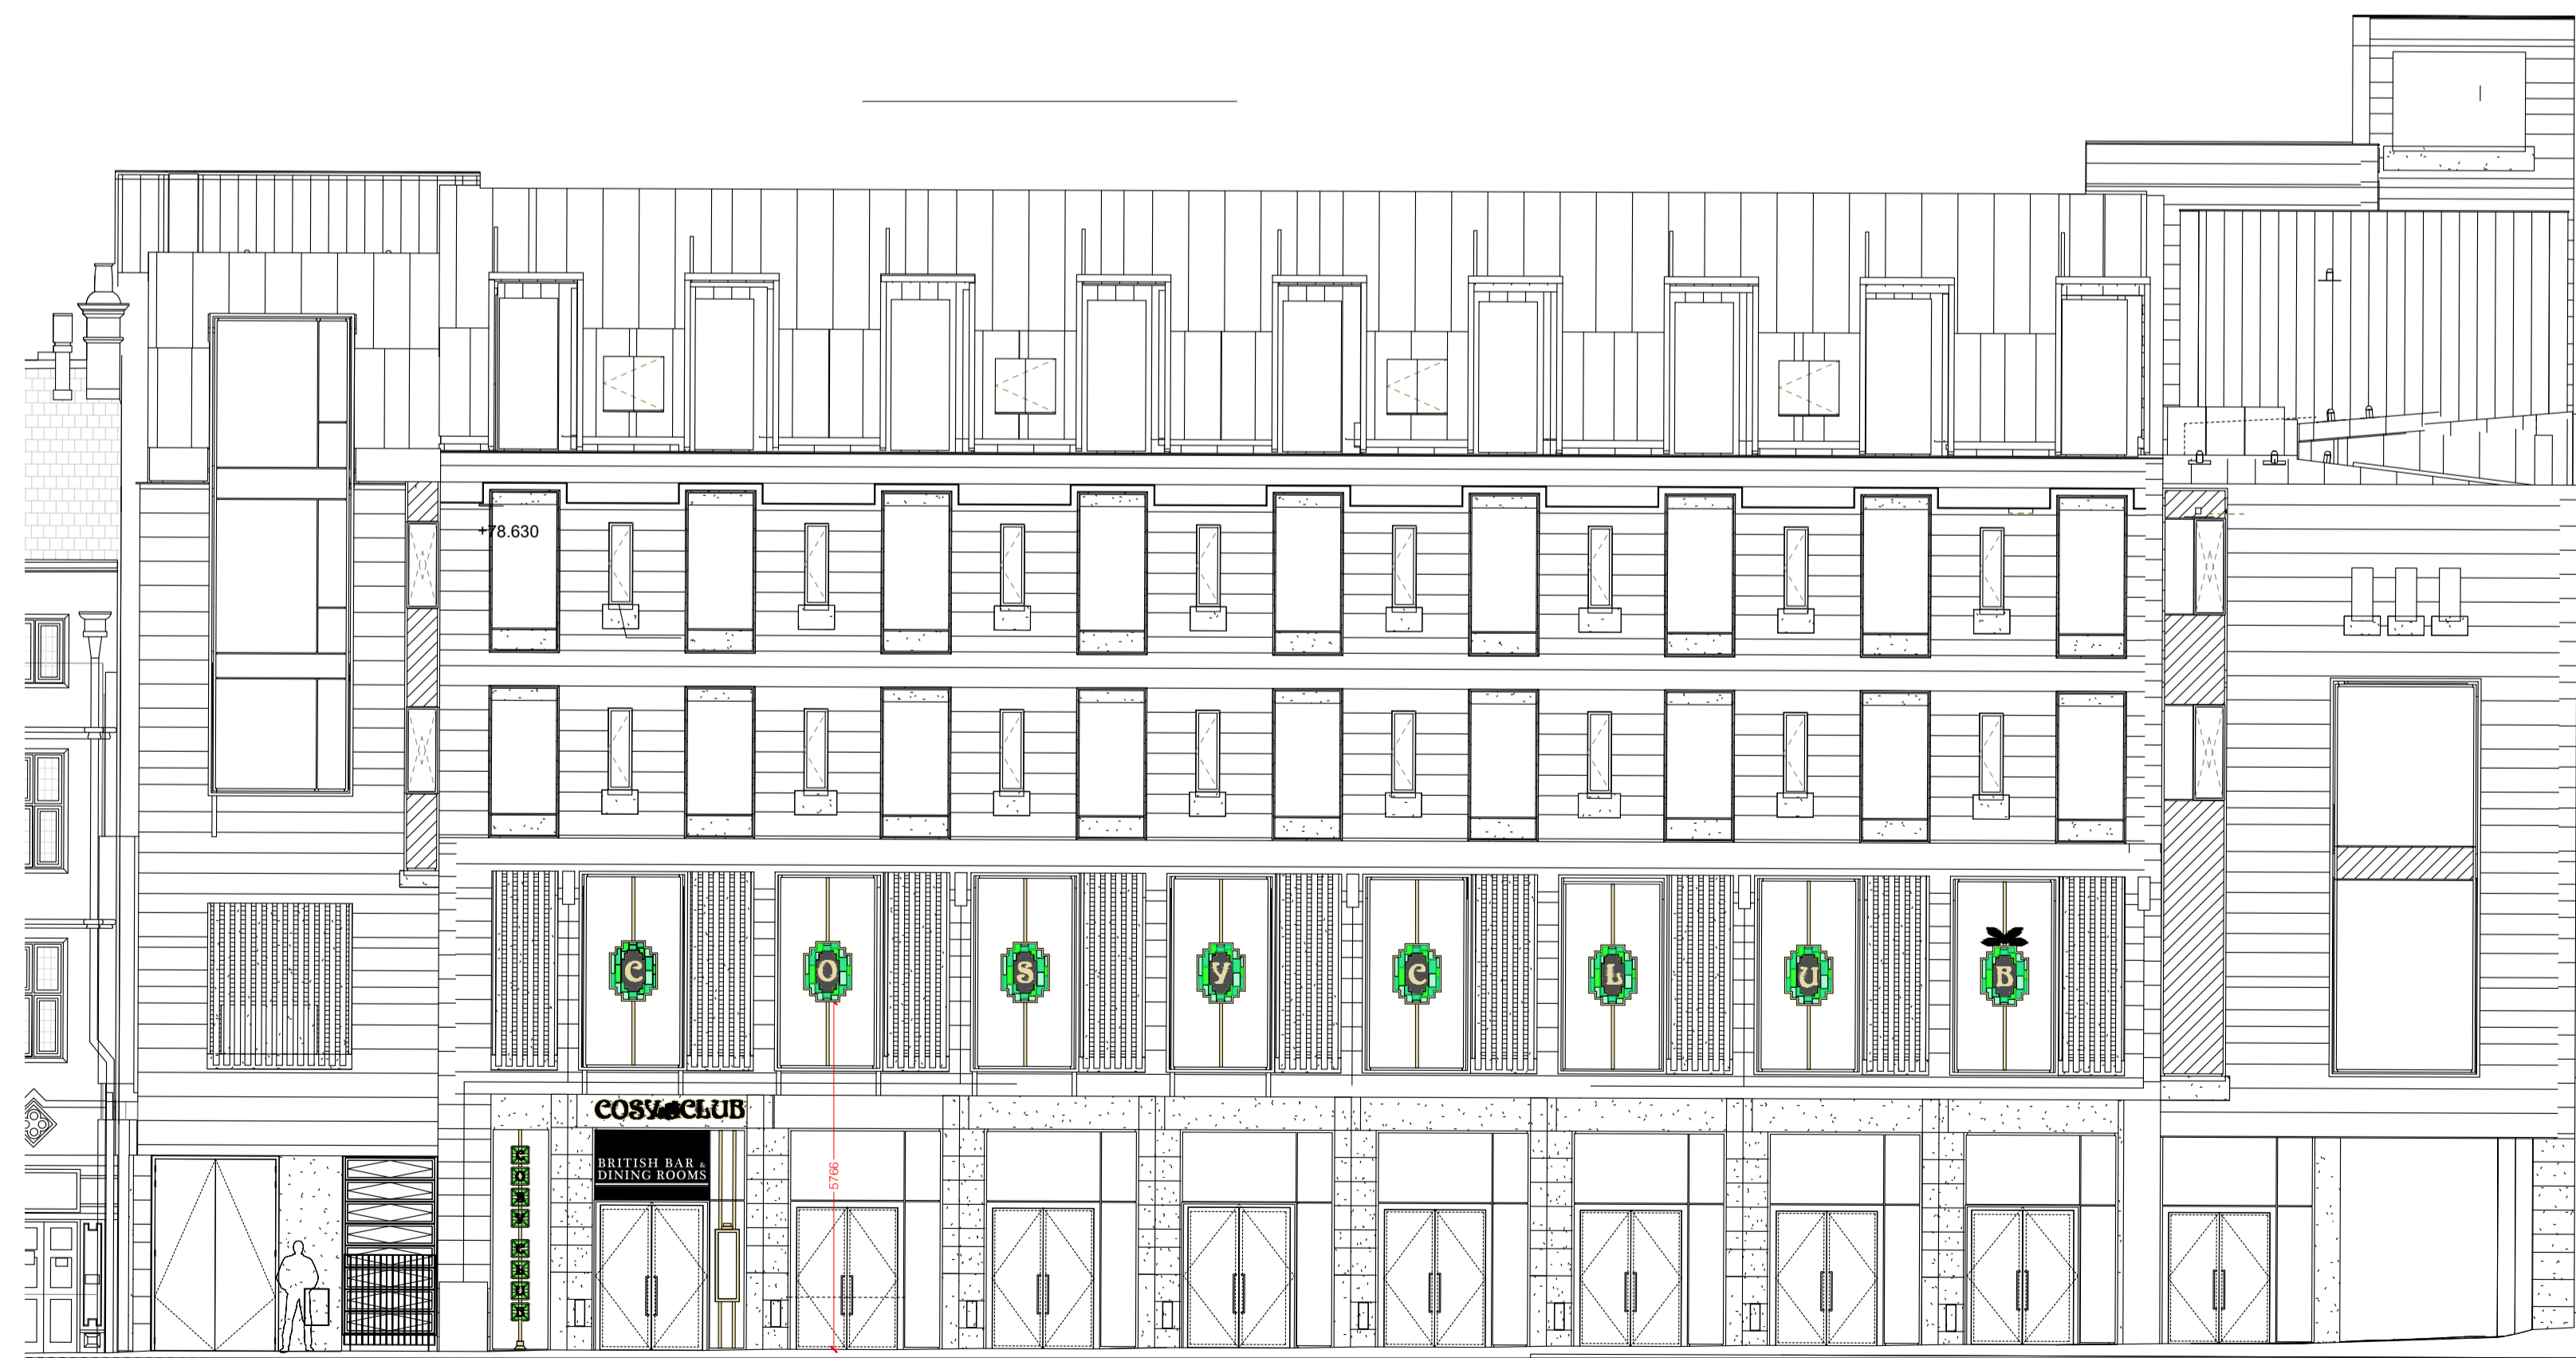 +78.630
C O S Y C L U B
COSY CLUB
BRITISH BAR &
DINING ROOMS
C
O
S
Y
C
L
U
B
5766